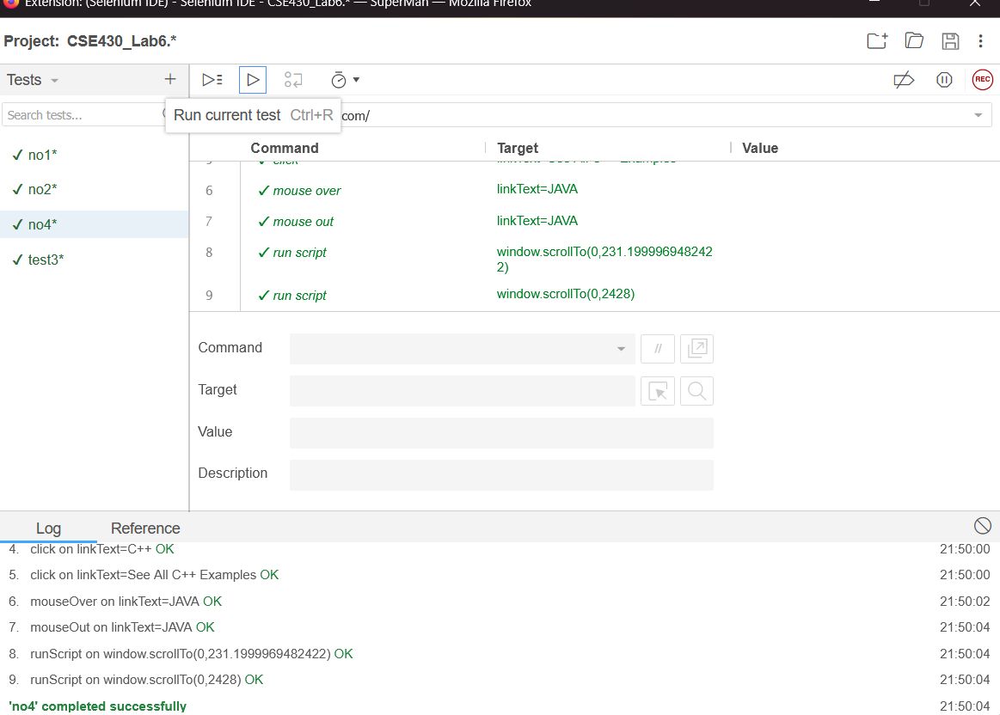 Extension: (Selenium IDE) - Selenium IDE - CSE430_Lab6.* — SuperMan — Mozilla Firefox
Project: CSE430_Lab6.*
Tests
+
REC
Search tests...
Run current test Ctrl+R
com/
Command Target Value
5 ✓ click
6 ✓ mouse over linkText=JAVA
7 ✓ mouse out linkText=JAVA
8 ✓ run script window.scrollTo(0,231.199996948242
2)
9 ✓ run script window.scrollTo(0,2428)
✓ no1*
✓ no2*
✓ no4*
✓ test3*
Command
//
Target
Value
Description
Log Reference
4. click on linkText=C++ OK 21:50:00
5. click on linkText=See All C++ Examples OK 21:50:00
6. mouseOver on linkText=JAVA OK 21:50:02
7. mouseOut on linkText=JAVA OK 21:50:04
8. runScript on window.scrollTo(0,231.1999969482422) OK 21:50:04
9. runScript on window.scrollTo(0,2428) OK 21:50:04
'no4' completed successfully 21:50:04